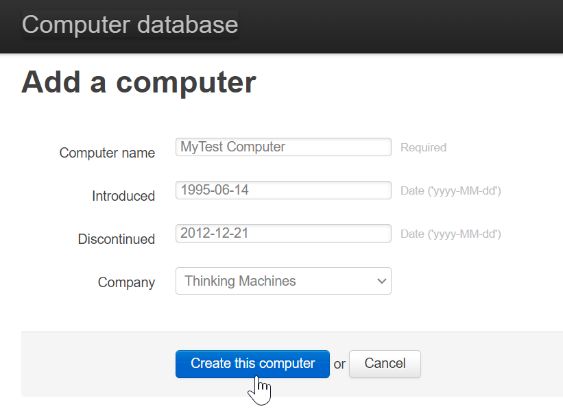 Computer database
Add a computer
Computer name MyTest Computer Required
Introduced 1995-06-14 Date ('yyyy-MM-dd')
Discontinued 2012-12-21 Date ('yyyy-MM-dd')
Company Thinking Machines
Create this computer or Cancel